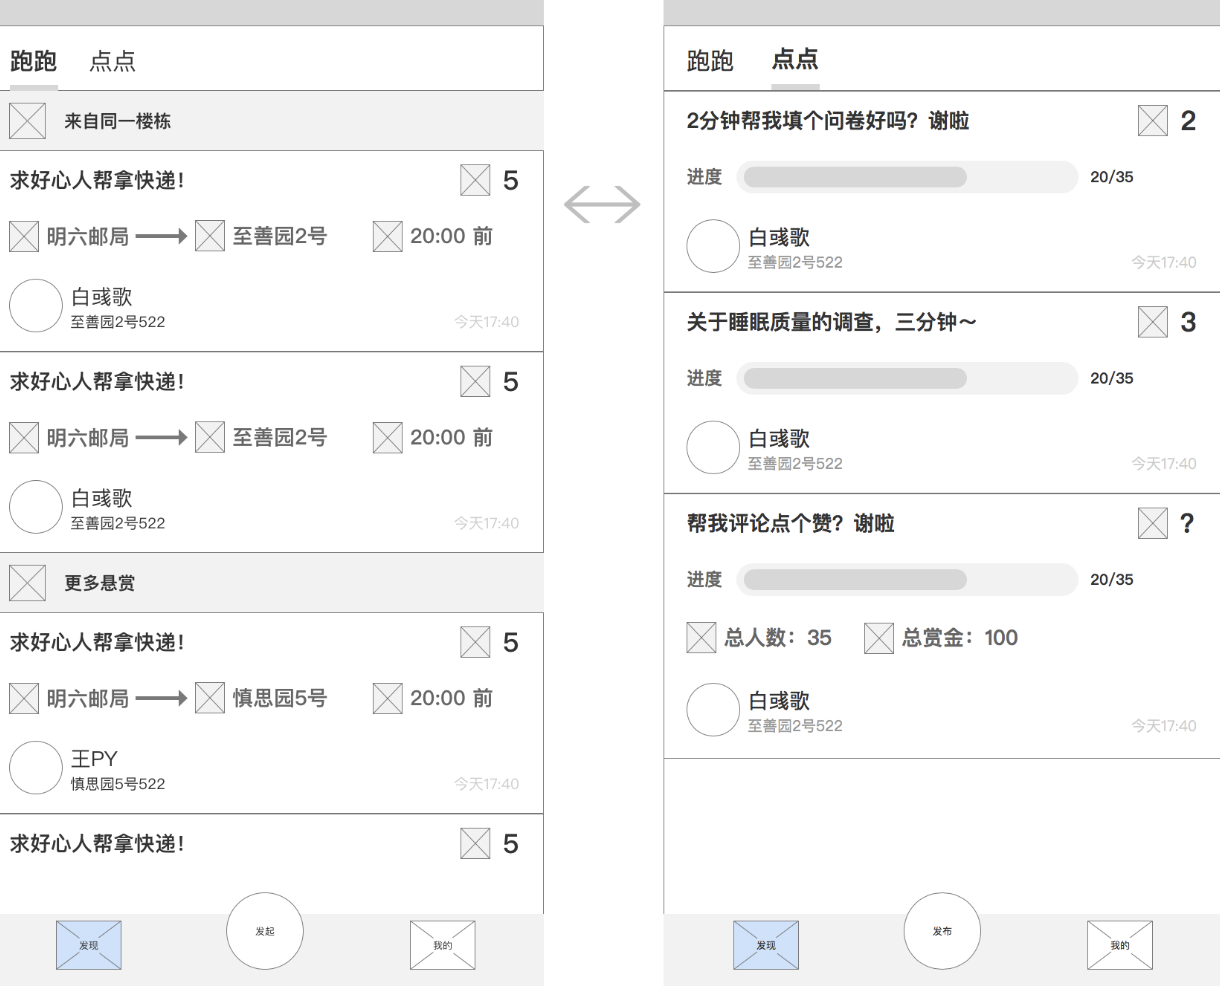 跑跑 点点
来自同一楼栋
求好心人帮拿快递！ 5
明六邮局 至善园2号 20:00 前
白彧歌
至善园2号522 今天17:40
求好心人帮拿快递！ 5
明六邮局 至善园2号 20:00 前
白彧歌
至善园2号522 今天17:40
更多悬赏
求好心人帮拿快递！ 5
明六邮局 慎思园5号 20:00 前
王PY
慎思园5号522 今天17:40
求好心人帮拿快递！ 5
发现 发起 我的
跑跑 点点
2分钟帮我填个问卷好吗？谢啦 2
进度 20/35
白彧歌
至善园2号522 今天17:40
关于睡眠质量的调查，三分钟～ 3
进度 20/35
白彧歌
至善园2号522 今天17:40
帮我评论点个赞？谢啦 ?
进度 20/35
总人数：35 总赏金：100
白彧歌
至善园2号522 今天17:40
发现 发布 我的